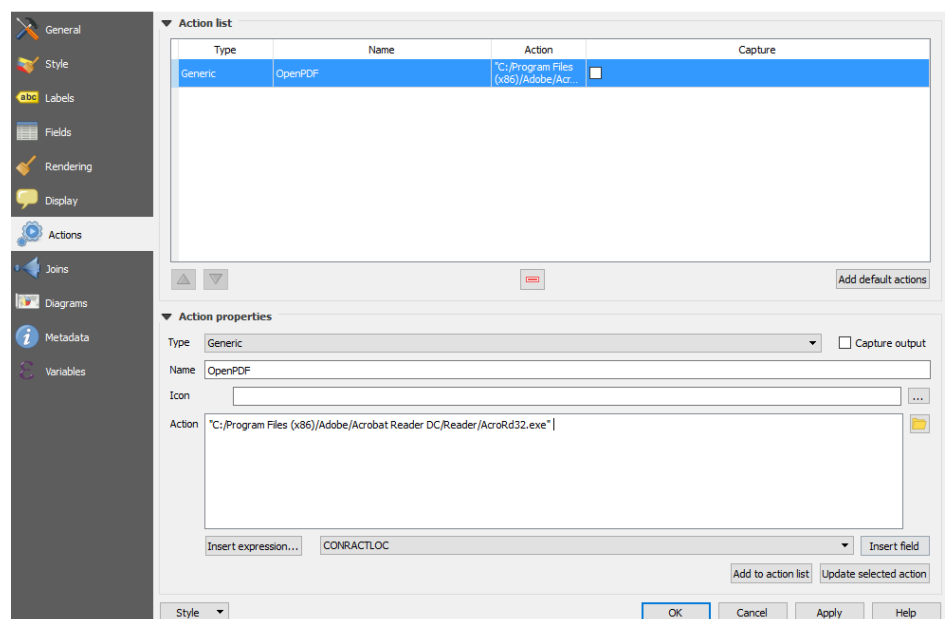 General
Style
abc Labels
Fields
Rendering
Display
Actions
Joins
Diagrams
Metadata
Variables
Action list
Type Name Action Capture
Generic OpenPDF "C:/Program Files
(x86)/Adobe/Acr...
Add default actions
Action properties
Type Generic Capture output
Name OpenPDF
Icon ...
Action "C:/Program Files (x86)/Adobe/Acrobat Reader DC/Reader/AcroRd32.exe"
Insert expression... CONRACTLOC Insert field
Add to action list Update selected action
Style OK Cancel Apply Help